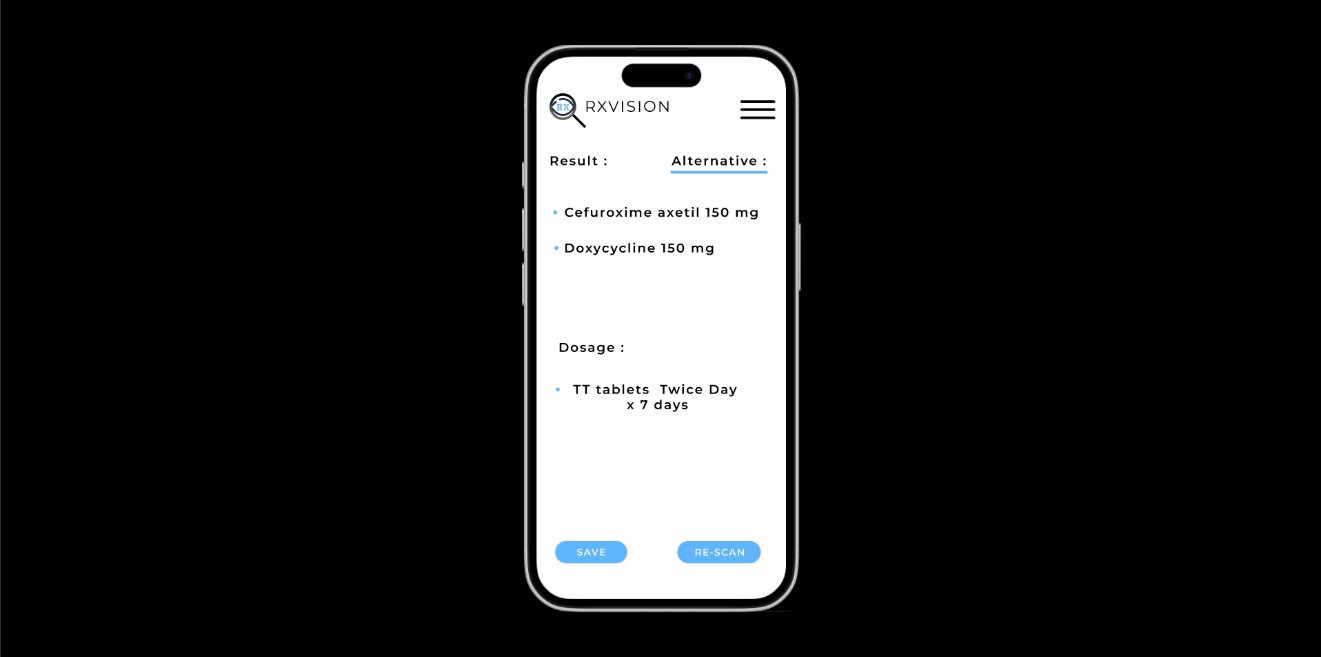 RX RXVISION
Result :
Alternative :
• Cefuroxime axetil 150 mg
• Doxycycline 150 mg
Dosage :
• TT tablets Twice Day
x 7 days
SAVE
RE-SCAN